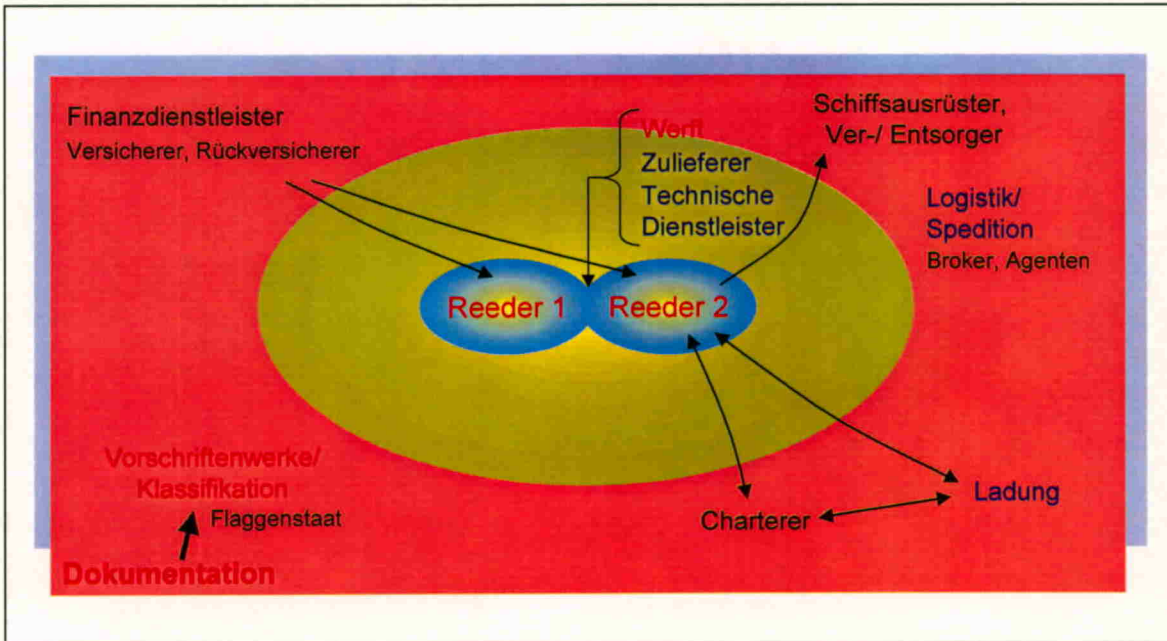 Finanzdienstleister
Versicherer, Rückversicherer
Werft
Zulieferer
Technische
Dienstleister
Schiffsausrüster,
Ver-/ Entsorger
Logistik/
Spedition
Broker, Agenten
Reeder 1
Reeder 2
Vorschriftenwerke/
Klassifikation
Flaggenstaat
Dokumentation
Charterer
Ladung